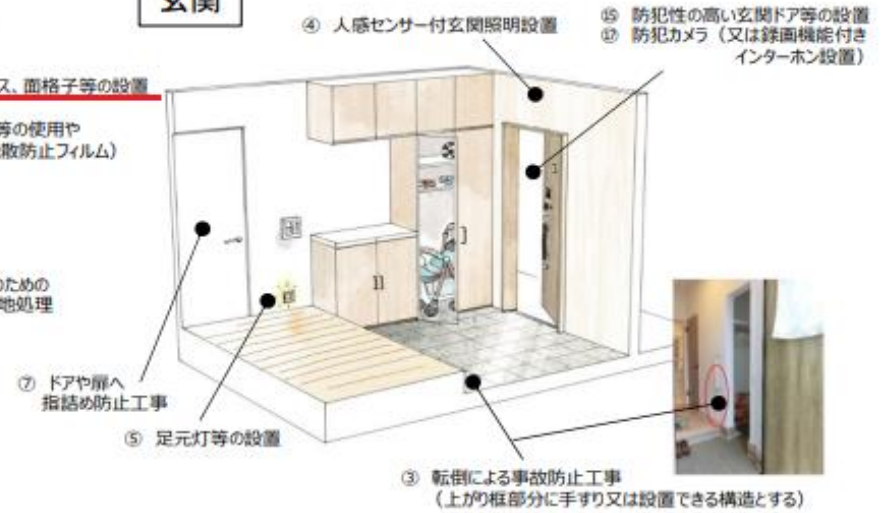 玄関
④ 人感センサー付玄関照明設置
⑮ 防犯性の高い玄関ドア等の設置
⑰ 防犯カメラ（又は録画機能付き
インターホン設置）
ス、面格子等の設置
等の使用や
散防止フィルム）
のための
地処理
⑦ ドアや扉へ
指詰め防止工事
⑤ 足元灯等の設置
③ 転倒による事故防止工事
（上がり框部分に手すり又は設置できる構造とする）